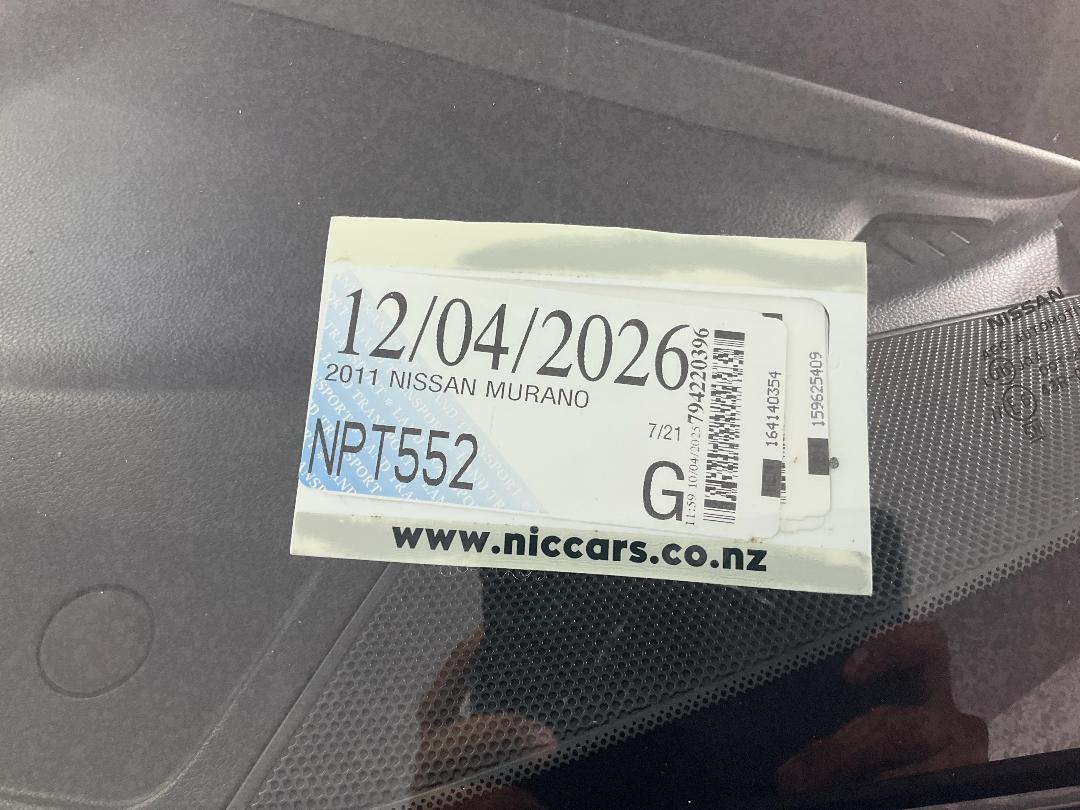 12/04/2026
2011 NISSAN MURANO
NPT552
7/21
G
11:59 10/04/2025 794220396
164140354
159625409
www.niccars.co.nz
NISSAN